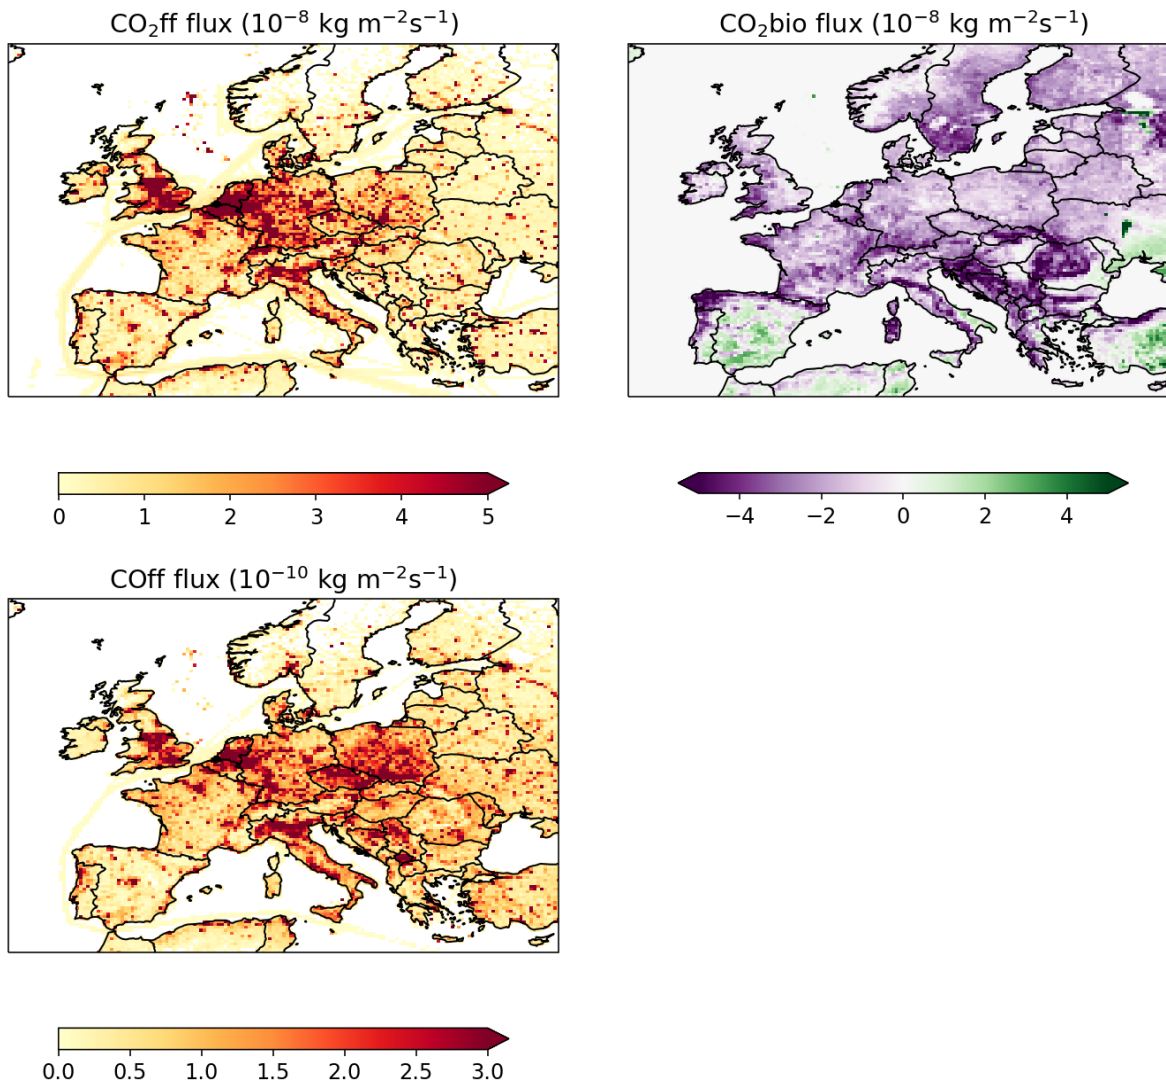 CO₂ff flux (10⁻⁸ kg m⁻²s⁻¹)
CO₂bio flux (10⁻⁸ kg m⁻²s⁻¹)
0 1 2 3 4 5
−4 −2 0 2 4
COff flux (10⁻¹⁰ kg m⁻²s⁻¹)
0.0 0.5 1.0 1.5 2.0 2.5 3.0